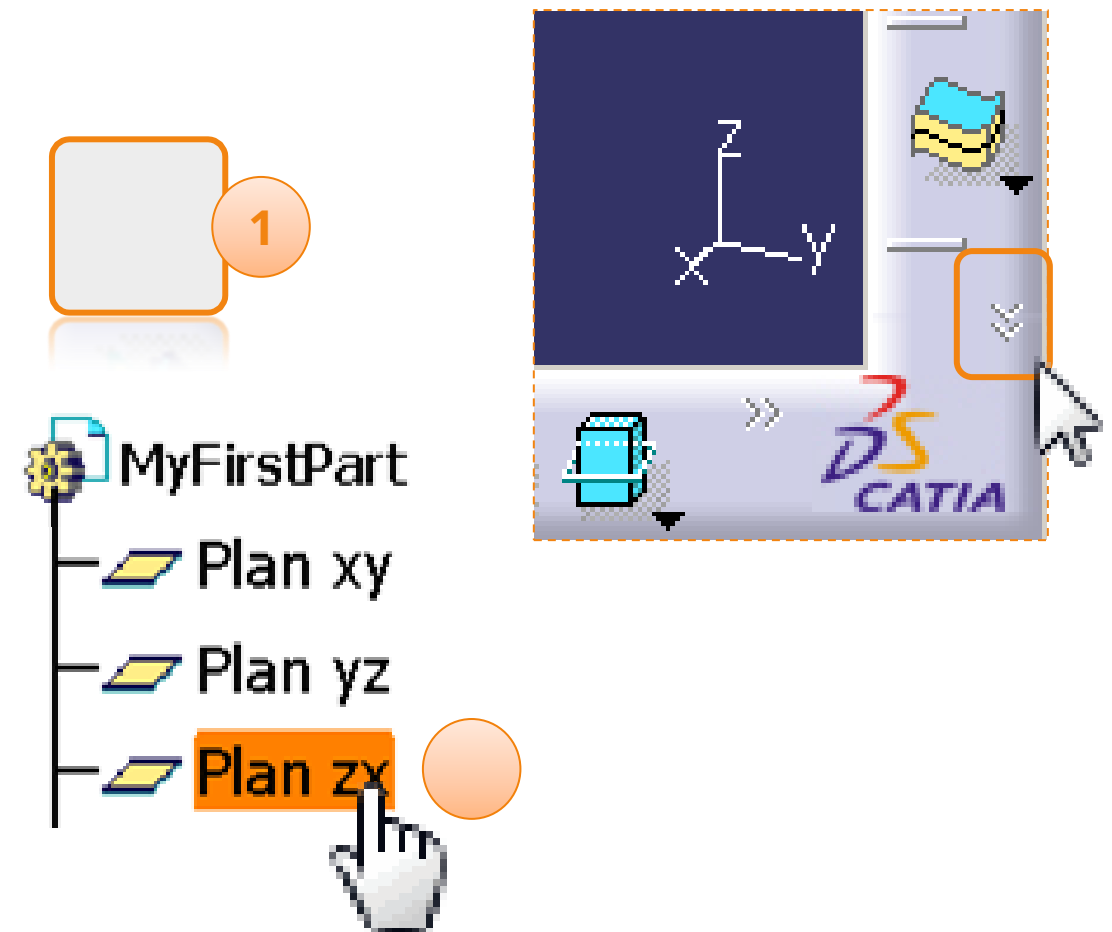 1
MyFirstPart
Plan xy
Plan yz
Plan zx
z
x
y
DS
CATIA